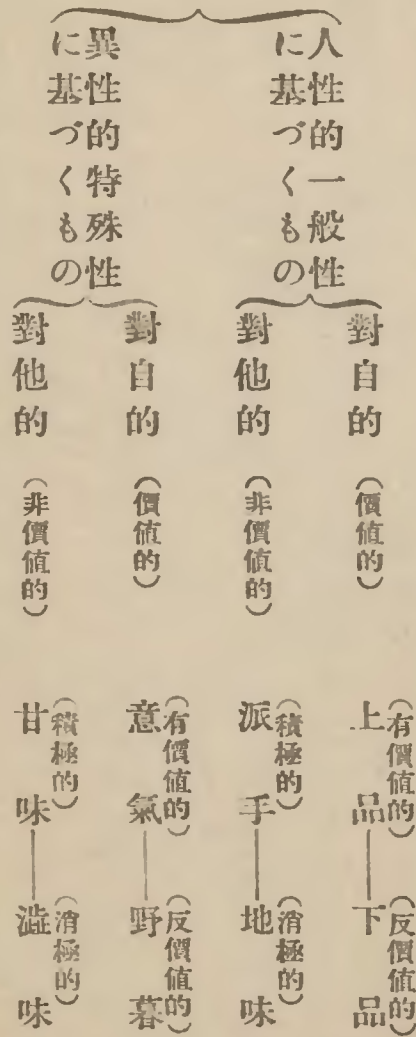 人性的一般性
に基づくもの
對自的
(價値的)
(有價値的) (反價値的)
上品——下品
對他的
(非價値的)
(積極的) (消極的)
派手——地味
異性的特殊性
に基づくもの
對自的
(價値的)
(有價値的) (反價値的)
意氣——野暮
對他的
(非價値的)
(積極的) (消極的)
甘味——澁味